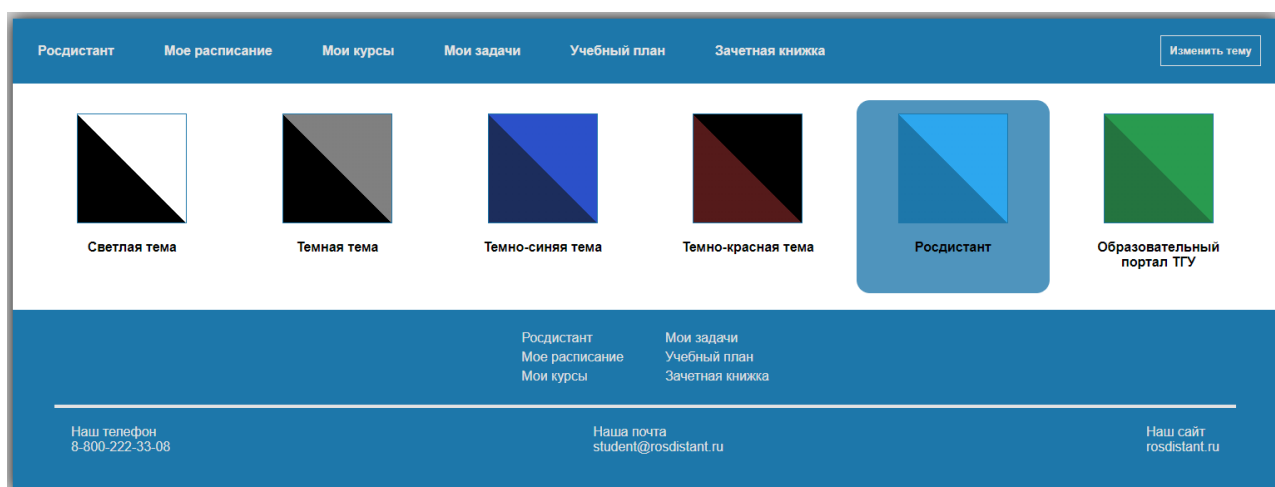 Росдистант Мое расписание Мои курсы Мои задачи Учебный план Зачетная книжка Изменить тему
Светлая тема Темная тема Темно-синяя тема Темно-красная тема Росдистант Образовательный
портал ТГУ
Росдистант Мои задачи
Мое расписание Учебный план
Мои курсы Зачетная книжка
Наш телефон Наша почта Наш сайт
8-800-222-33-08 student@rosdistant.ru rosdistant.ru